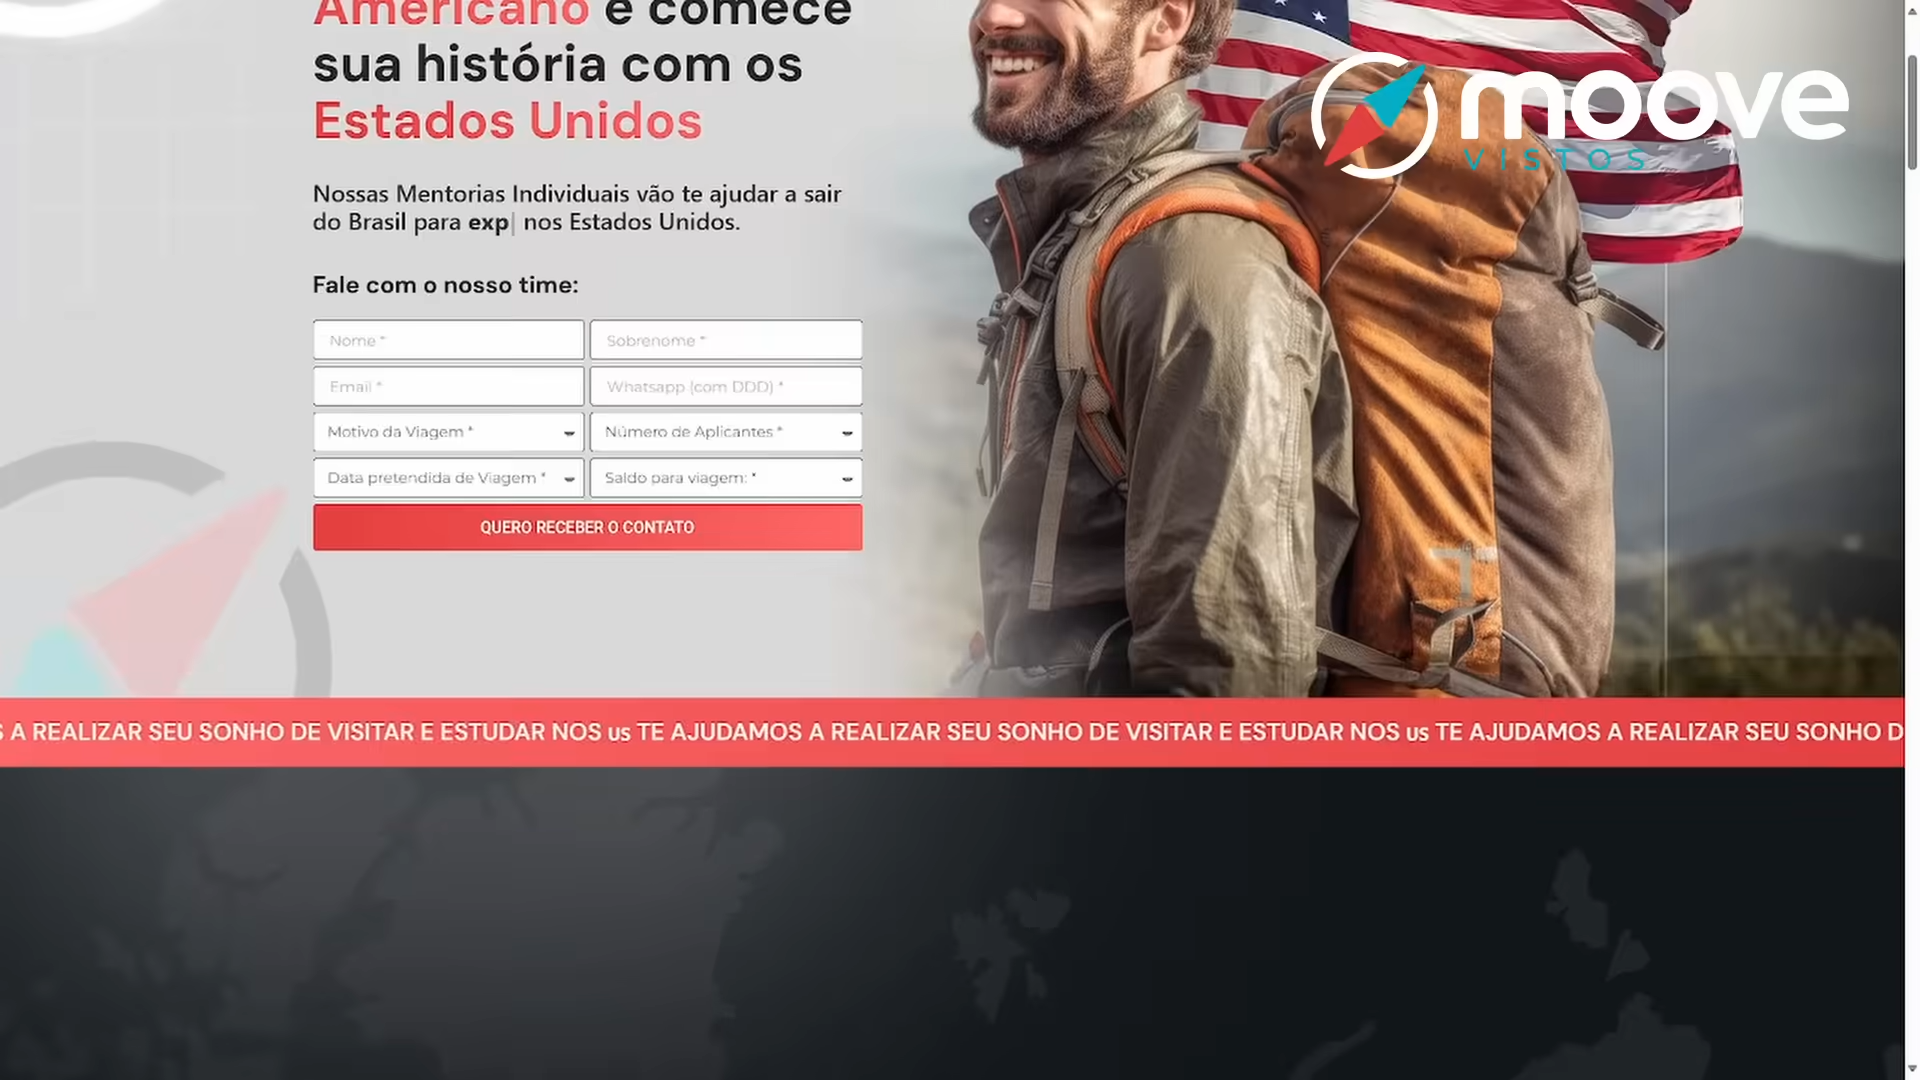 Americano e comece
sua história com os
Estados Unidos
moove
VISTOS
Nossas Mentorias Individuais vão te ajudar a sair
do Brasil para exp| nos Estados Unidos.
Fale com o nosso time:
Nome *
Sobrenome *
Email *
Whatsapp (com DDD) *
Motivo da Viagem *
Número de Aplicantes *
Data pretendida de Viagem *
Saldo para viagem: *
QUERO RECEBER O CONTATO
S A REALIZAR SEU SONHO DE VISITAR E ESTUDAR NOS us TE AJUDAMOS A REALIZAR SEU SONHO DE VISITAR E ESTUDAR NOS us TE AJUDAMOS A REALIZAR SEU SONHO D